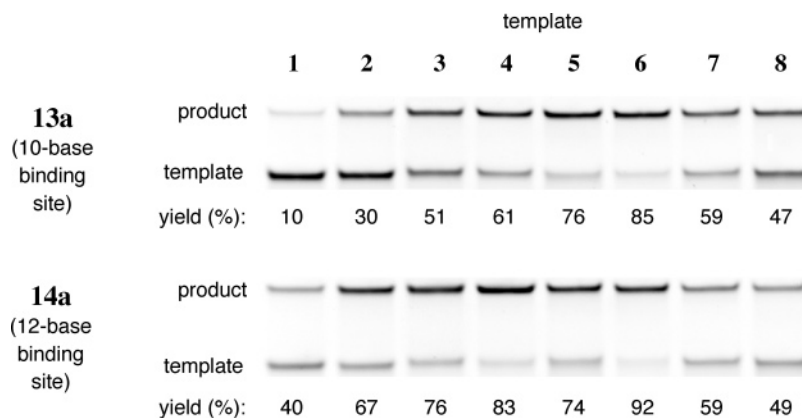 template
1 2 3 4 5 6 7 8
13a
(10-base
binding
site)
product
template
yield (%): 10 30 51 61 76 85 59 47
14a
(12-base
binding
site)
product
template
yield (%): 40 67 76 83 74 92 59 49